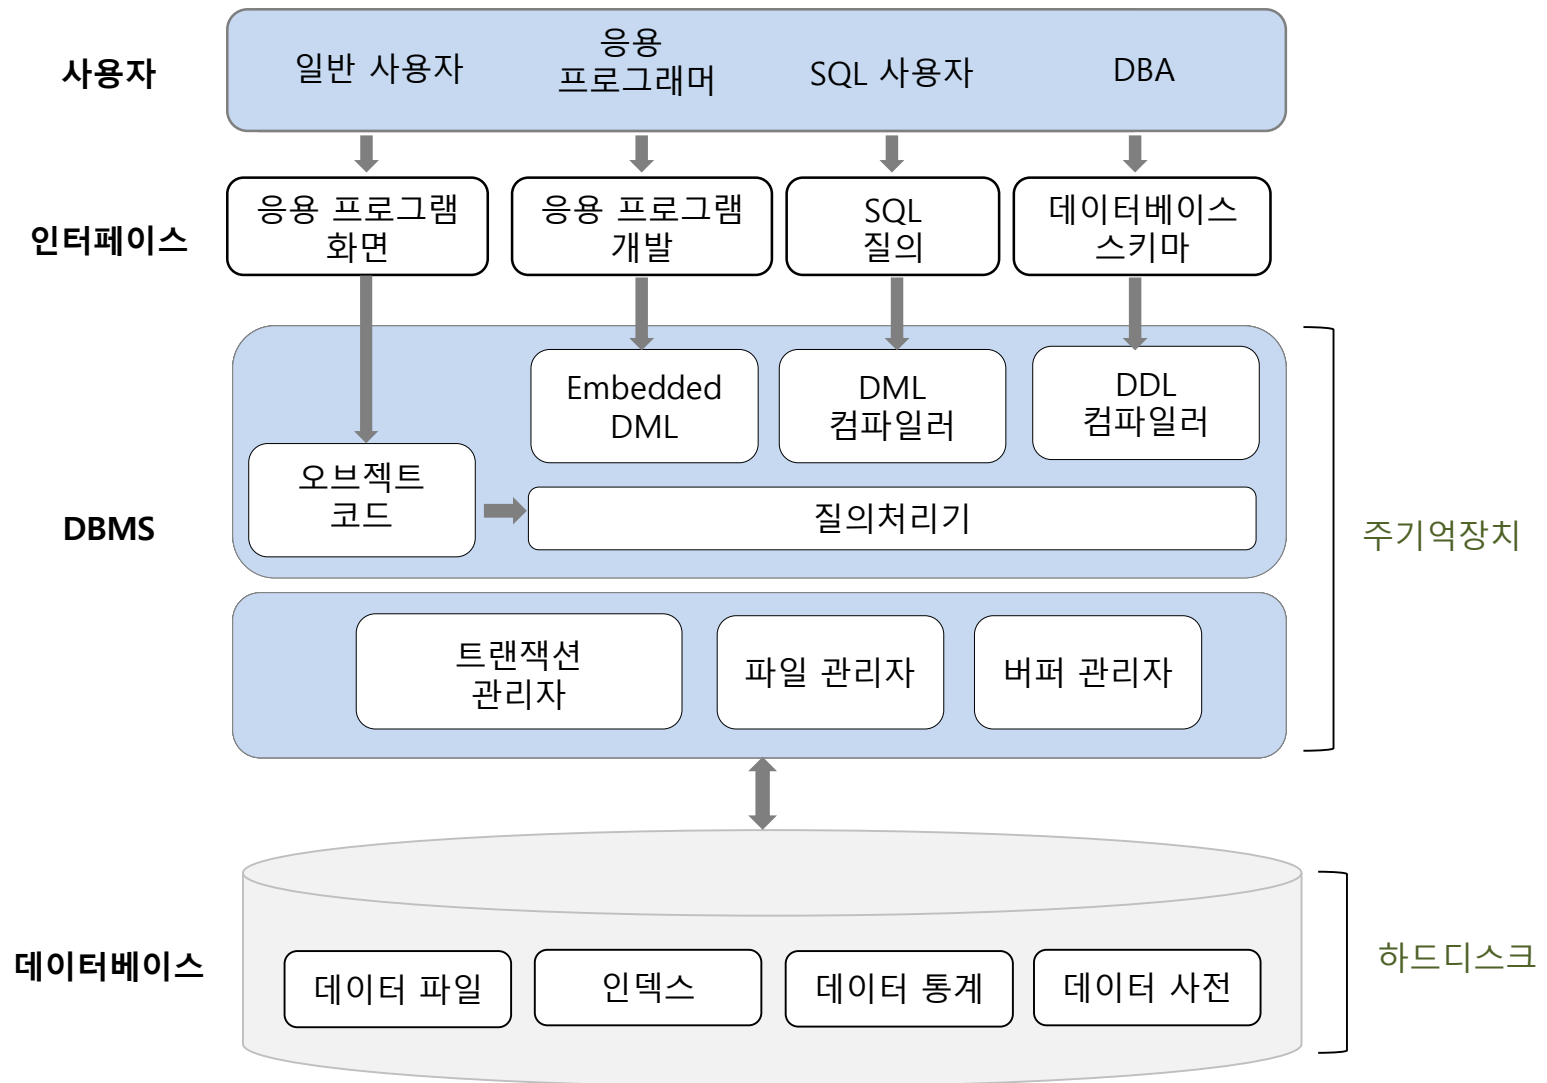 사용자
일반 사용자
응용
프로그래머
SQL 사용자
DBA
인터페이스
응용 프로그램
화면
응용 프로그램
개발
SQL
질의
데이터베이스
스키마
DBMS
Embedded
DML
DML
컴파일러
DDL
컴파일러
오브젝트
코드
질의처리기
트랜잭션
관리자
파일 관리자
버퍼 관리자
주기억장치
데이터베이스
데이터 파일
인덱스
데이터 통계
데이터 사전
하드디스크